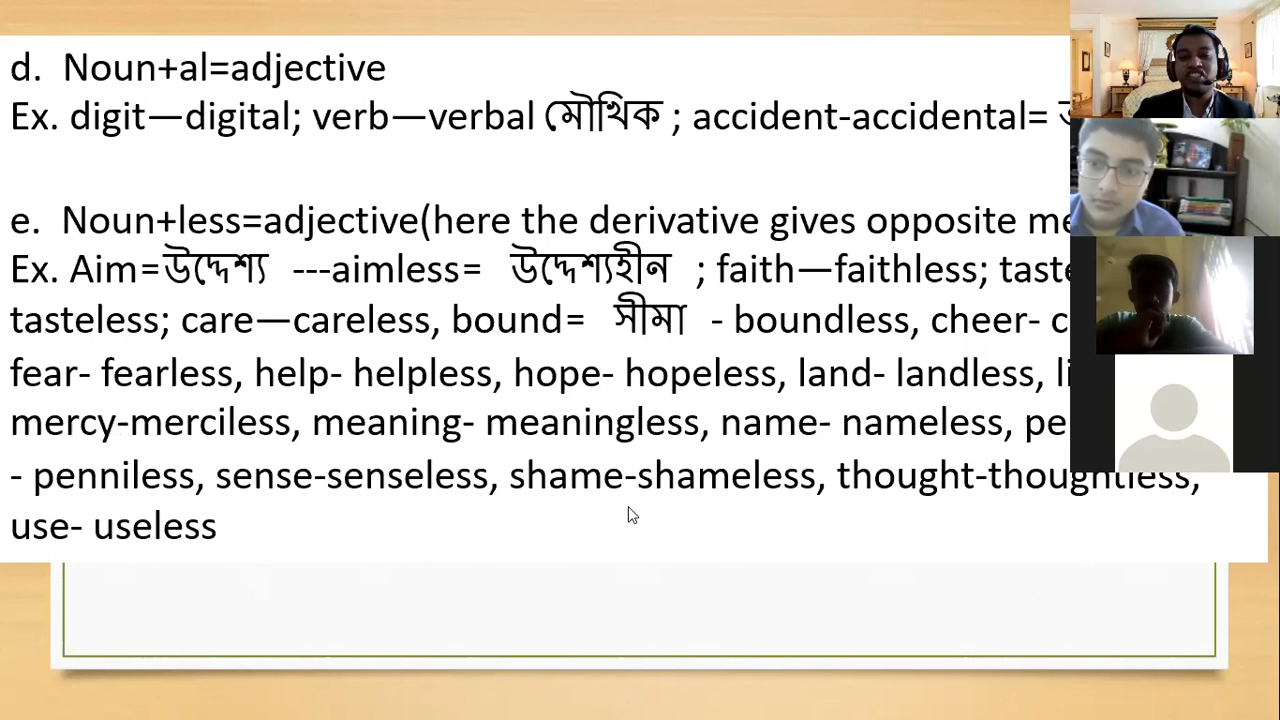 d. Noun+al=adjective
Ex. digit—digital; verb—verbal মৌখিক ; accident-accidental=
e. Noun+less=adjective(here the derivative gives opposite
Ex. Aim=উদ্দেশ্য ---aimless= উদ্দেশ্যহীন ; faith—faithless;
tasteless; care—careless, bound= সীমা - boundless, cheer-
fear- fearless, help- helpless, hope- hopeless, land- landless,
mercy-merciless, meaning- meaningless, name- nameless,
- penniless, sense-senseless, shame-shameless, thought-thoughtless,
use- useless